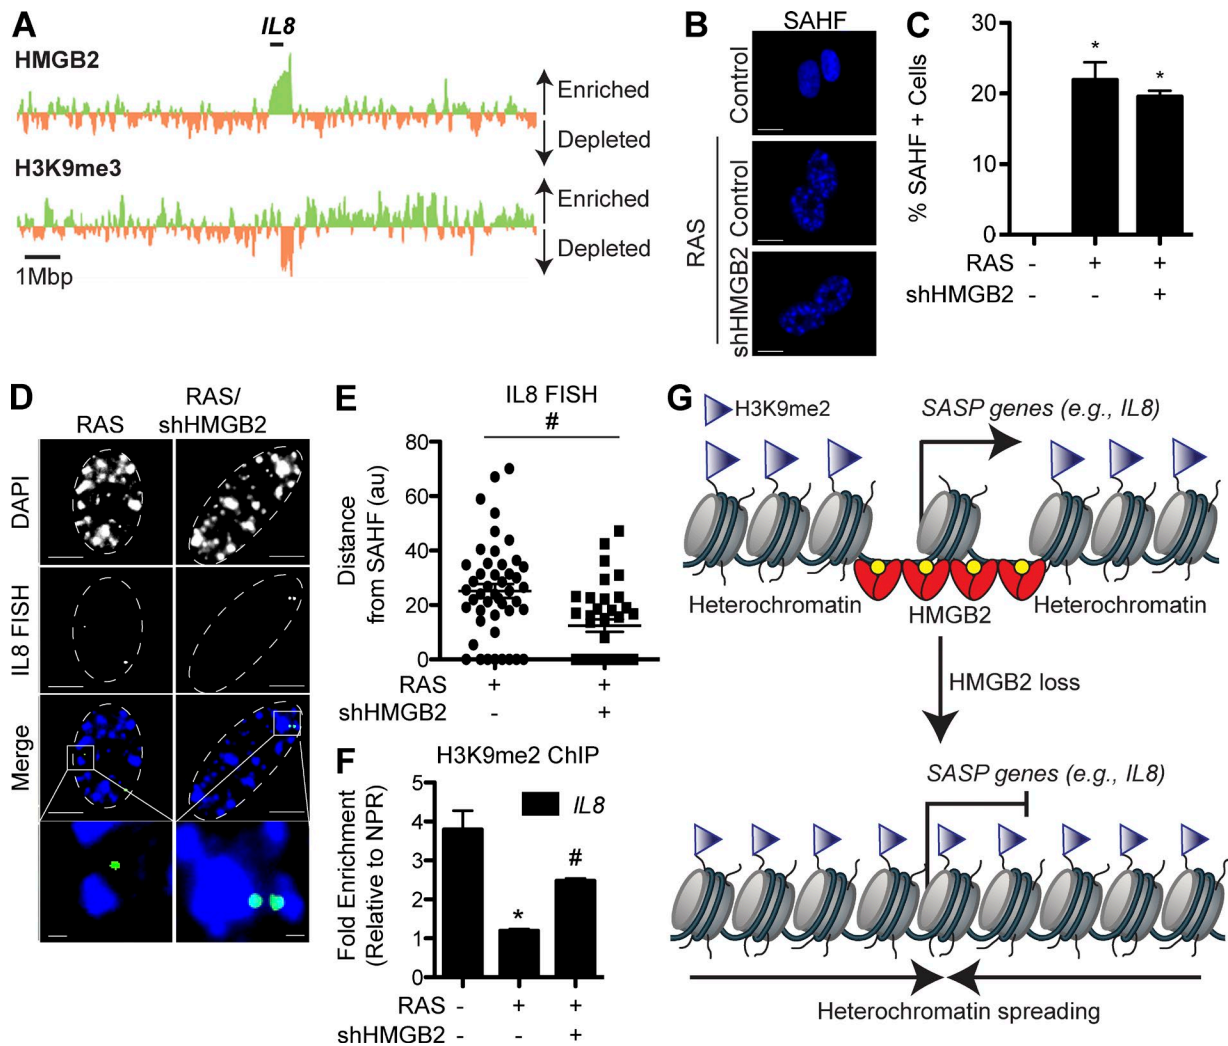 A
IL8
HMGB2
Enriched
Depleted
H3K9me3
Enriched
Depleted
1Mbp
B
SAHF
Control
RAS
Control
shHMGB2
C
% SAHF + Cells
30
20
10
0
* *
RAS - + +
shHMGB2 - - +
D
RAS
RAS/
shHMGB2
DAPI
IL8 FISH
Merge
E
IL8 FISH
#
Distance
from SAHF (au)
80
60
40
20
0
RAS + +
shHMGB2 - +
F
H3K9me2 ChIP
IL8
Fold Enrichment
(Relative to NPR)
5
4
3
2
1
0
* #
RAS - + +
shHMGB2 - - +
G
H3K9me2
SASP genes (e.g., IL8)
Heterochromatin
HMGB2
Heterochromatin
HMGB2 loss
SASP genes (e.g., IL8)
Heterochromatin spreading